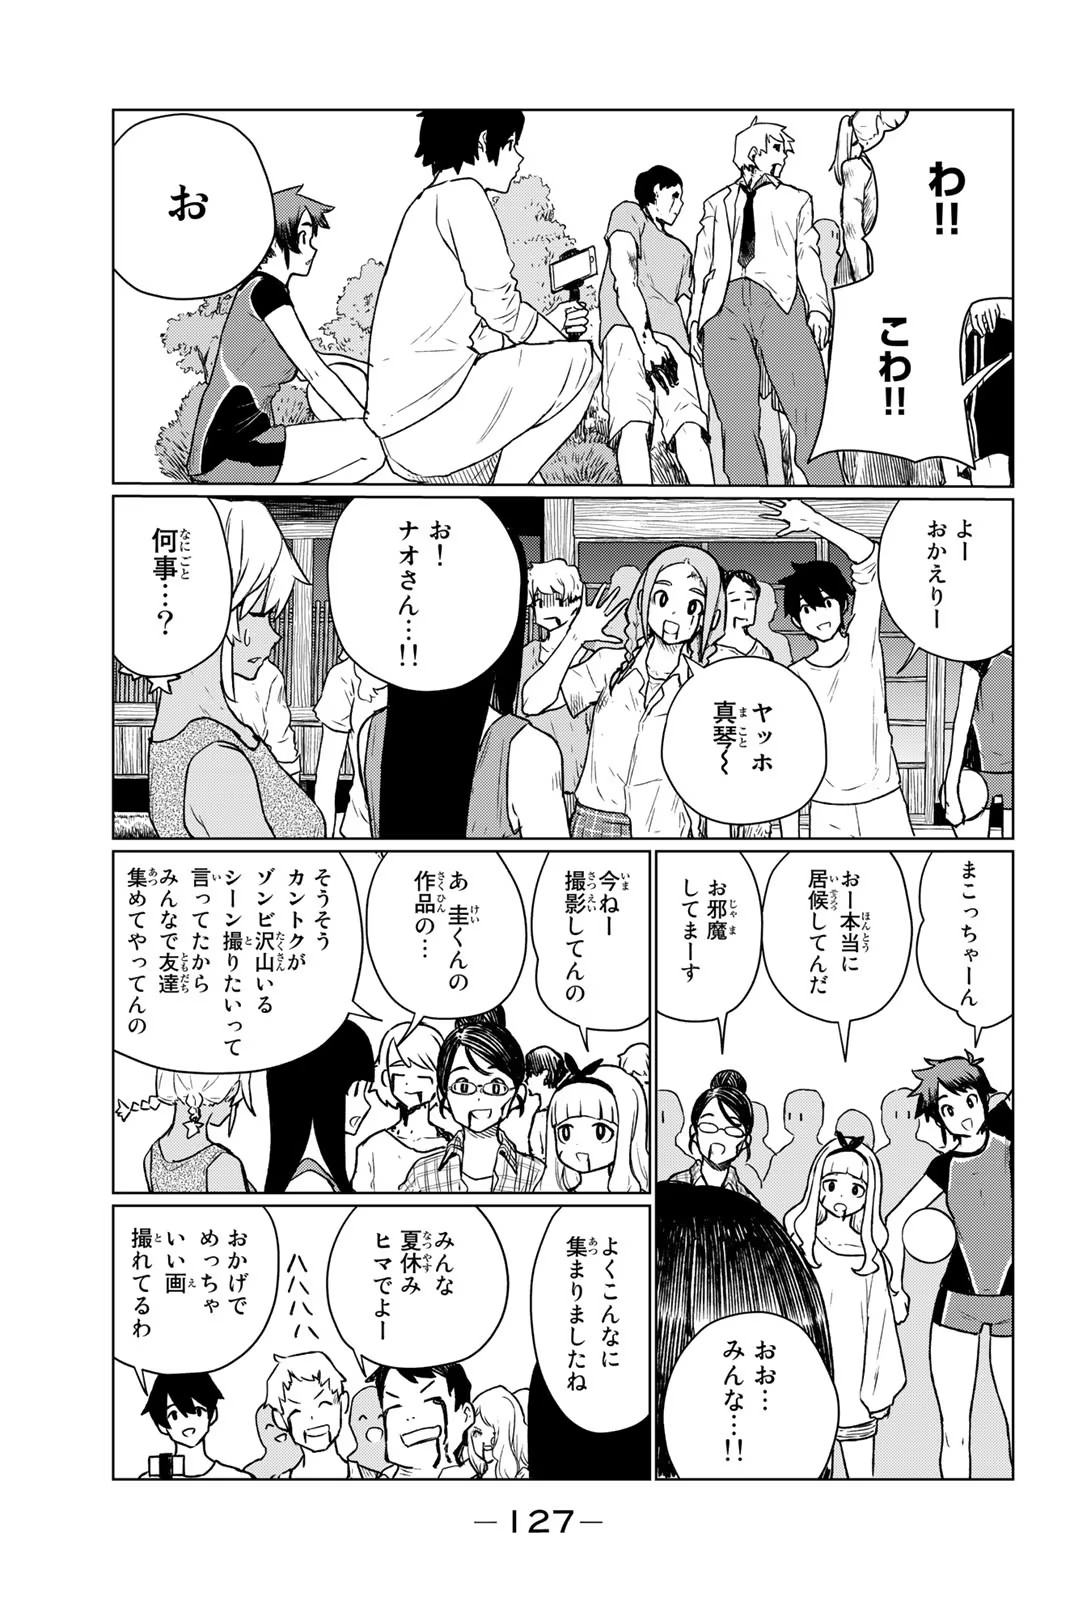 わ!!
こわ!!
お
よー
おかえりー
ヤッホ
真琴〜
お!
ナオさん…!!
何事…?
まこっちゃーん
おー本当に
居候してんだ
お邪魔
してまーす
おお…
みんな…!!
今ねー
撮影してんの
あ 圭くんの
作品の…
そうそう
カントクが
ゾンビ沢山いる
シーン撮りたいって
言ってたから
みんなで友達
集めてやってんの
よくこんなに
集まりましたね
みんな
夏休み
ヒマでよー
ハハハハ
おかげで
めっちゃ
いい画
撮れてるわ
—127—